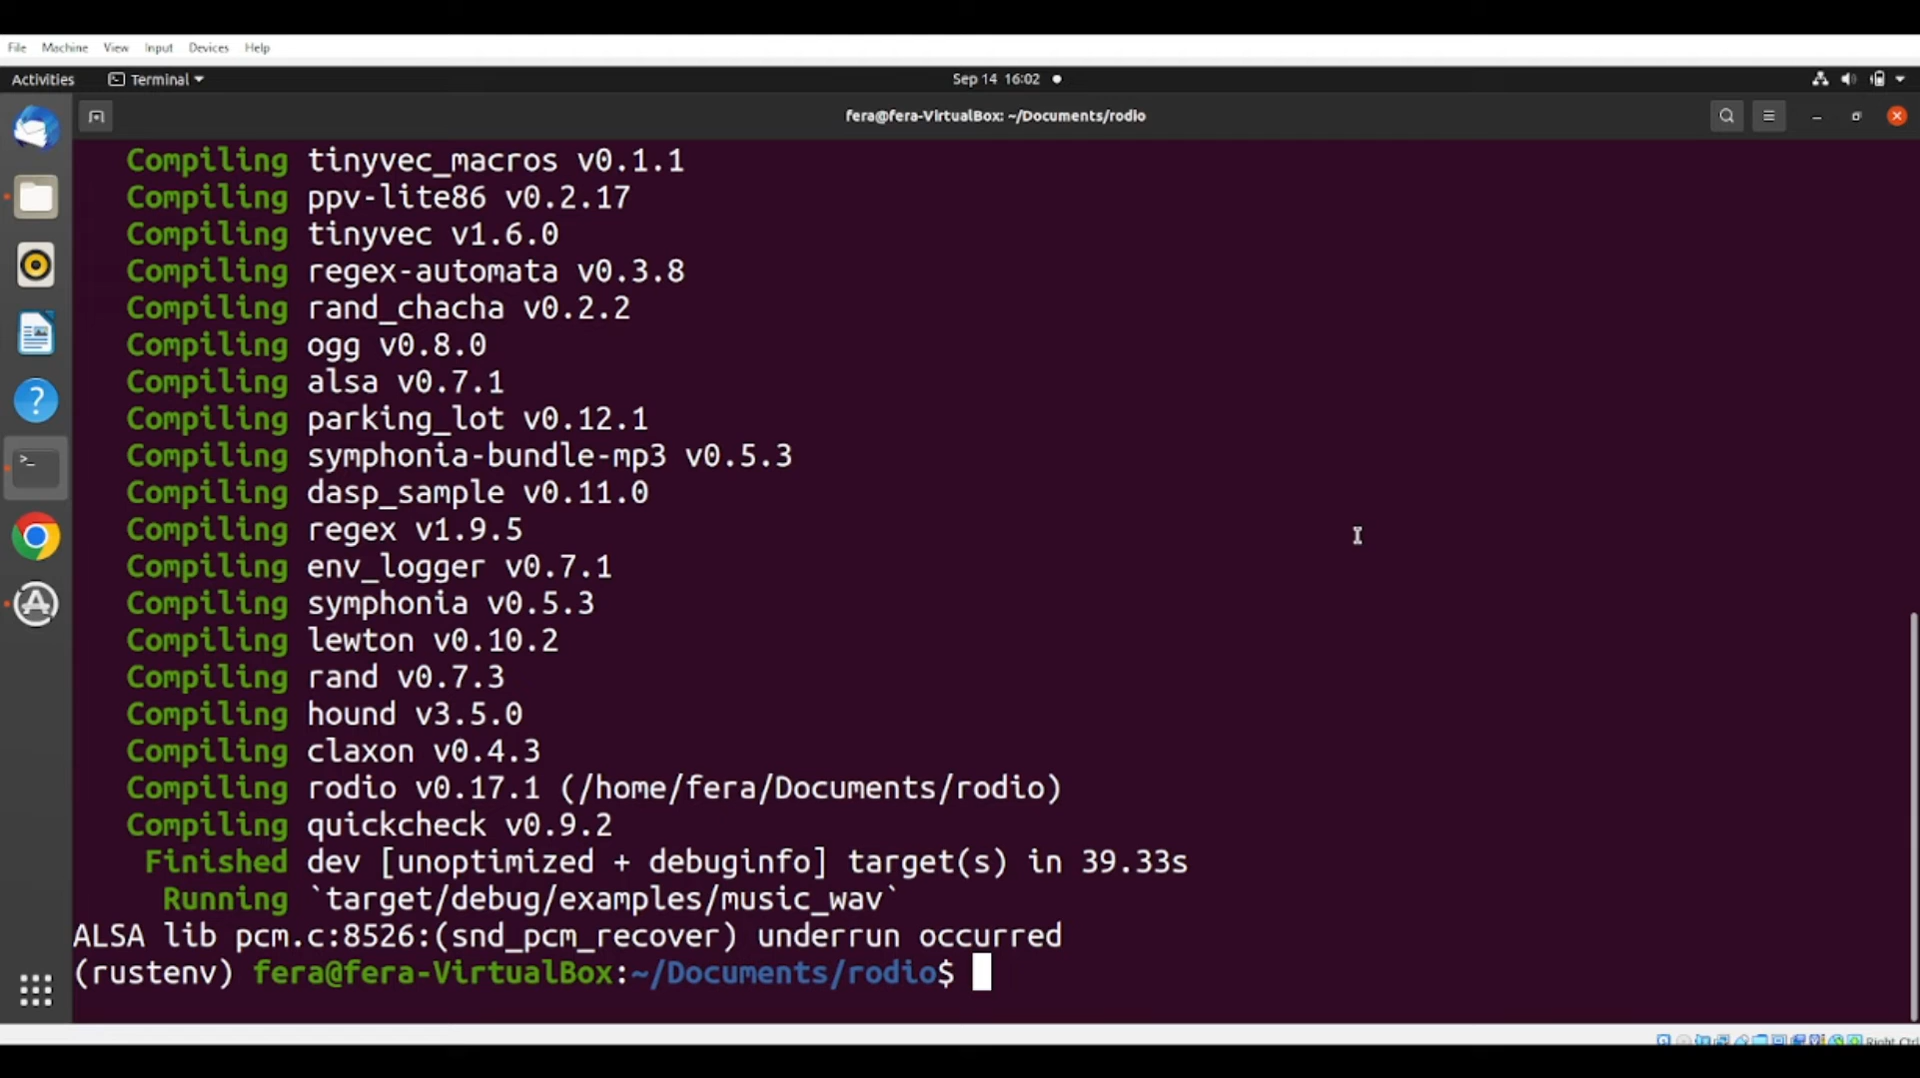 File Machine View Input Devices Help
Activities Terminal Sep 14 16:02
fera@fera-VirtualBox: ~/Documents/rodio
Compiling tinyvec_macros v0.1.1
Compiling ppv-lite86 v0.2.17
Compiling tinyvec v1.6.0
Compiling regex-automata v0.3.8
Compiling rand_chacha v0.2.2
Compiling ogg v0.8.0
Compiling alsa v0.7.1
Compiling parking_lot v0.12.1
Compiling symphonia-bundle-mp3 v0.5.3
Compiling dasp_sample v0.11.0
Compiling regex v1.9.5
Compiling env_logger v0.7.1
Compiling symphonia v0.5.3
Compiling lewton v0.10.2
Compiling rand v0.7.3
Compiling hound v3.5.0
Compiling claxon v0.4.3
Compiling rodio v0.17.1 (/home/fera/Documents/rodio)
Compiling quickcheck v0.9.2
Finished dev [unoptimized + debuginfo] target(s) in 39.33s
Running `target/debug/examples/music_wav`
ALSA lib pcm.c:8526:(snd_pcm_recover) underrun occurred
(rustenv) fera@fera-VirtualBox:~/Documents/rodio$
Right Ctrl